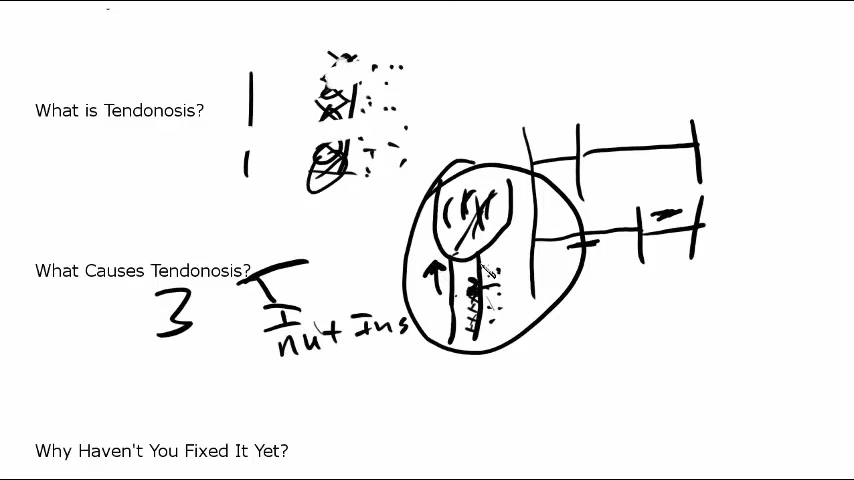 What is Tendonosis?
What Causes Tendonosis?
3 T
I
nut Ins
Why Haven't You Fixed It Yet?